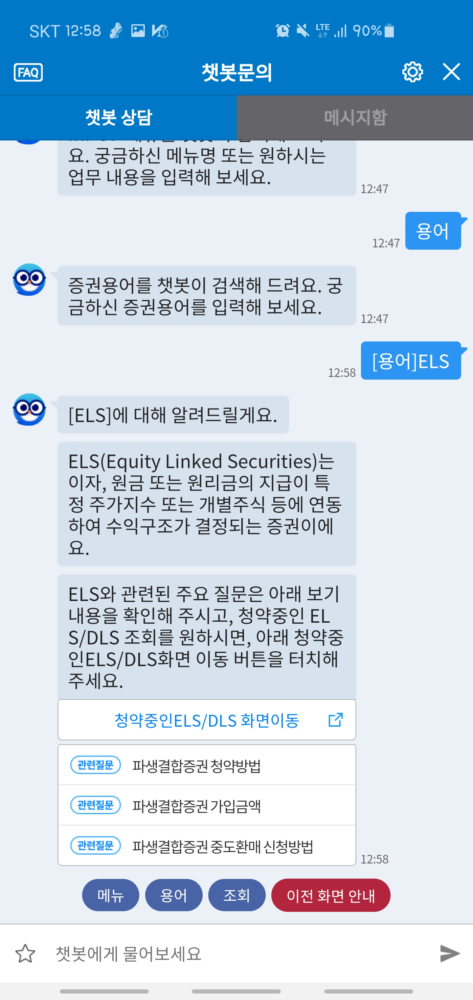 SKT 12:58
LTE 90%
FAQ
챗봇문의
챗봇 상담
메시지함
요. 궁금하신 메뉴명 또는 원하시는
업무 내용을 입력해 보세요.
12:47
용어
12:47
증권용어를 챗봇이 검색해 드려요. 궁
금하신 증권용어를 입력해 보세요.
12:47
[용어]ELS
12:58
[ELS]에 대해 알려드릴게요.
ELS(Equity Linked Securities)는
이자, 원금 또는 원리금의 지급이 특
정 주가지수 또는 개별주식 등에 연동
하여 수익구조가 결정되는 증권이에
요.
ELS와 관련된 주요 질문은 아래 보기
내용을 확인해 주시고, 청약중인 EL
S/DLS 조회를 원하시면, 아래 청약중
인ELS/DLS화면 이동 버튼을 터치해
주세요.
청약중인ELS/DLS 화면이동
관련질문 파생결합증권 청약방법
관련질문 파생결합증권 가입금액
관련질문 파생결합증권 중도환매 신청방법
12:58
메뉴 용어 조회 이전 화면 안내
챗봇에게 물어보세요